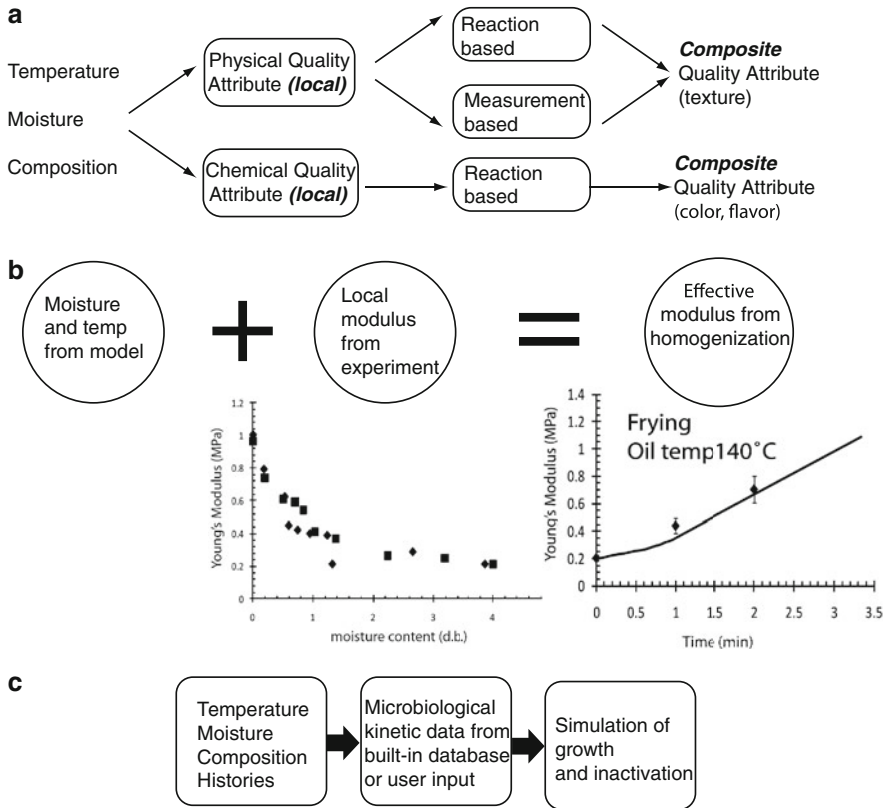 a
Temperature
Moisture
Composition
Physical Quality
Attribute (local)
Chemical Quality
Attribute (local)
Reaction
based
Measurement
based
Reaction
based
Composite
Quality Attribute
(texture)
Composite
Quality Attribute
(color, flavor)
b
Moisture
and temp
from model
+
Local
modulus
from
experiment
=
Effective
modulus from
homogenization
Young's Modulus (MPa)
1.2
1
0.8
0.6
0.4
0.2
0
0 1 2 3 4
moisture content (d.b.)
Young's Modulus (MPa)
1.4
1.2
1
0.8
0.6
0.4
0.2
0
Frying
Oil temp140˚C
0 1 1.5 2 2.5 3 3.5
Time (min)
c
Temperature
Moisture
Composition
Histories
Microbiological
kinetic data from
built-in database
or user input
Simulation of
growth
and inactivation